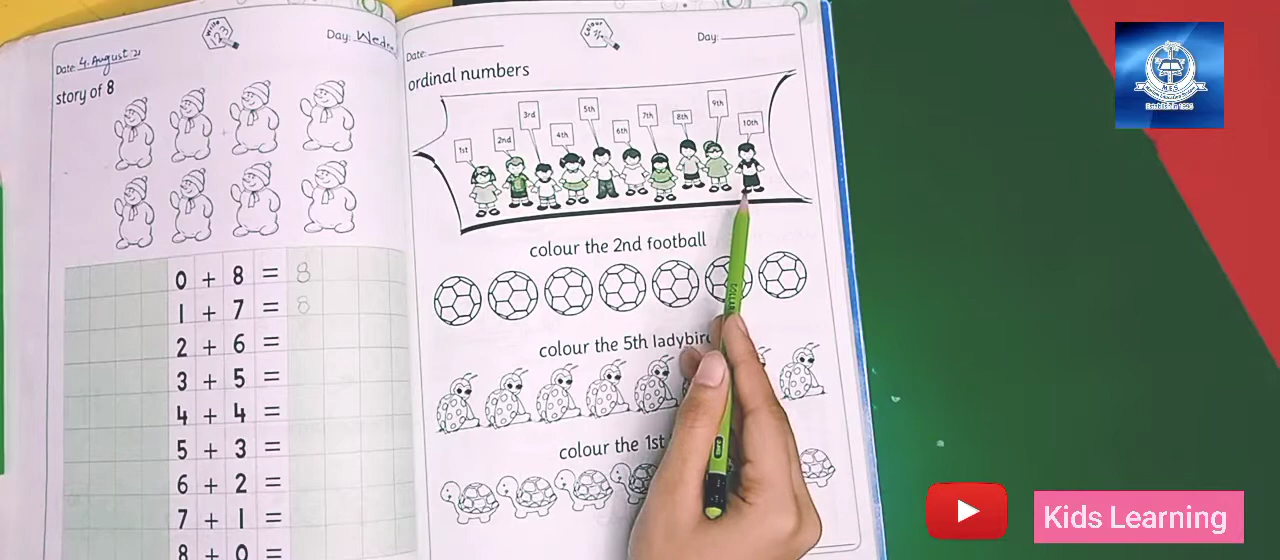 Date: 4. August 21
Write 123
Day: Wedne
story of 8
0 + 8 = 8
1 + 7 = 8
2 + 6 =
3 + 5 =
4 + 4 =
5 + 3 =
6 + 2 =
7 + 1 =
8 + 0 =
Date:
Colour
Day:
ordinal numbers
1st 2nd 3rd 4th 5th 6th 7th 8th 9th 10th
colour the 2nd football
colour the 5th ladybird
colour the 1st
M.E.S
Kids Learning